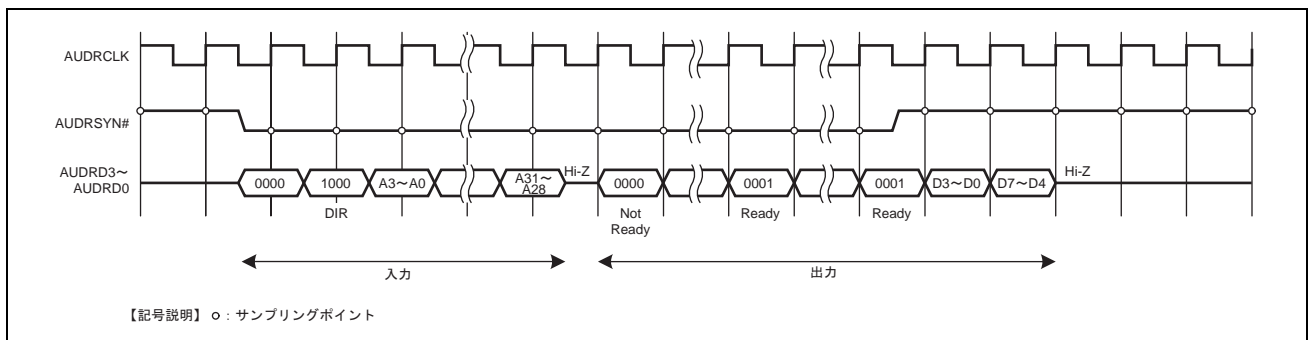 AUDRCLK
AUDRSYN#
AUDRD3～
AUDRD0
0000
1000
A3～A0
A31～
A28
Hi-Z
0000
0001
0001
D3～D0
D7～D4
Hi-Z
DIR
Not
Ready
Ready
Ready
入力
出力
【記号説明】 ○ : サンプリングポイント